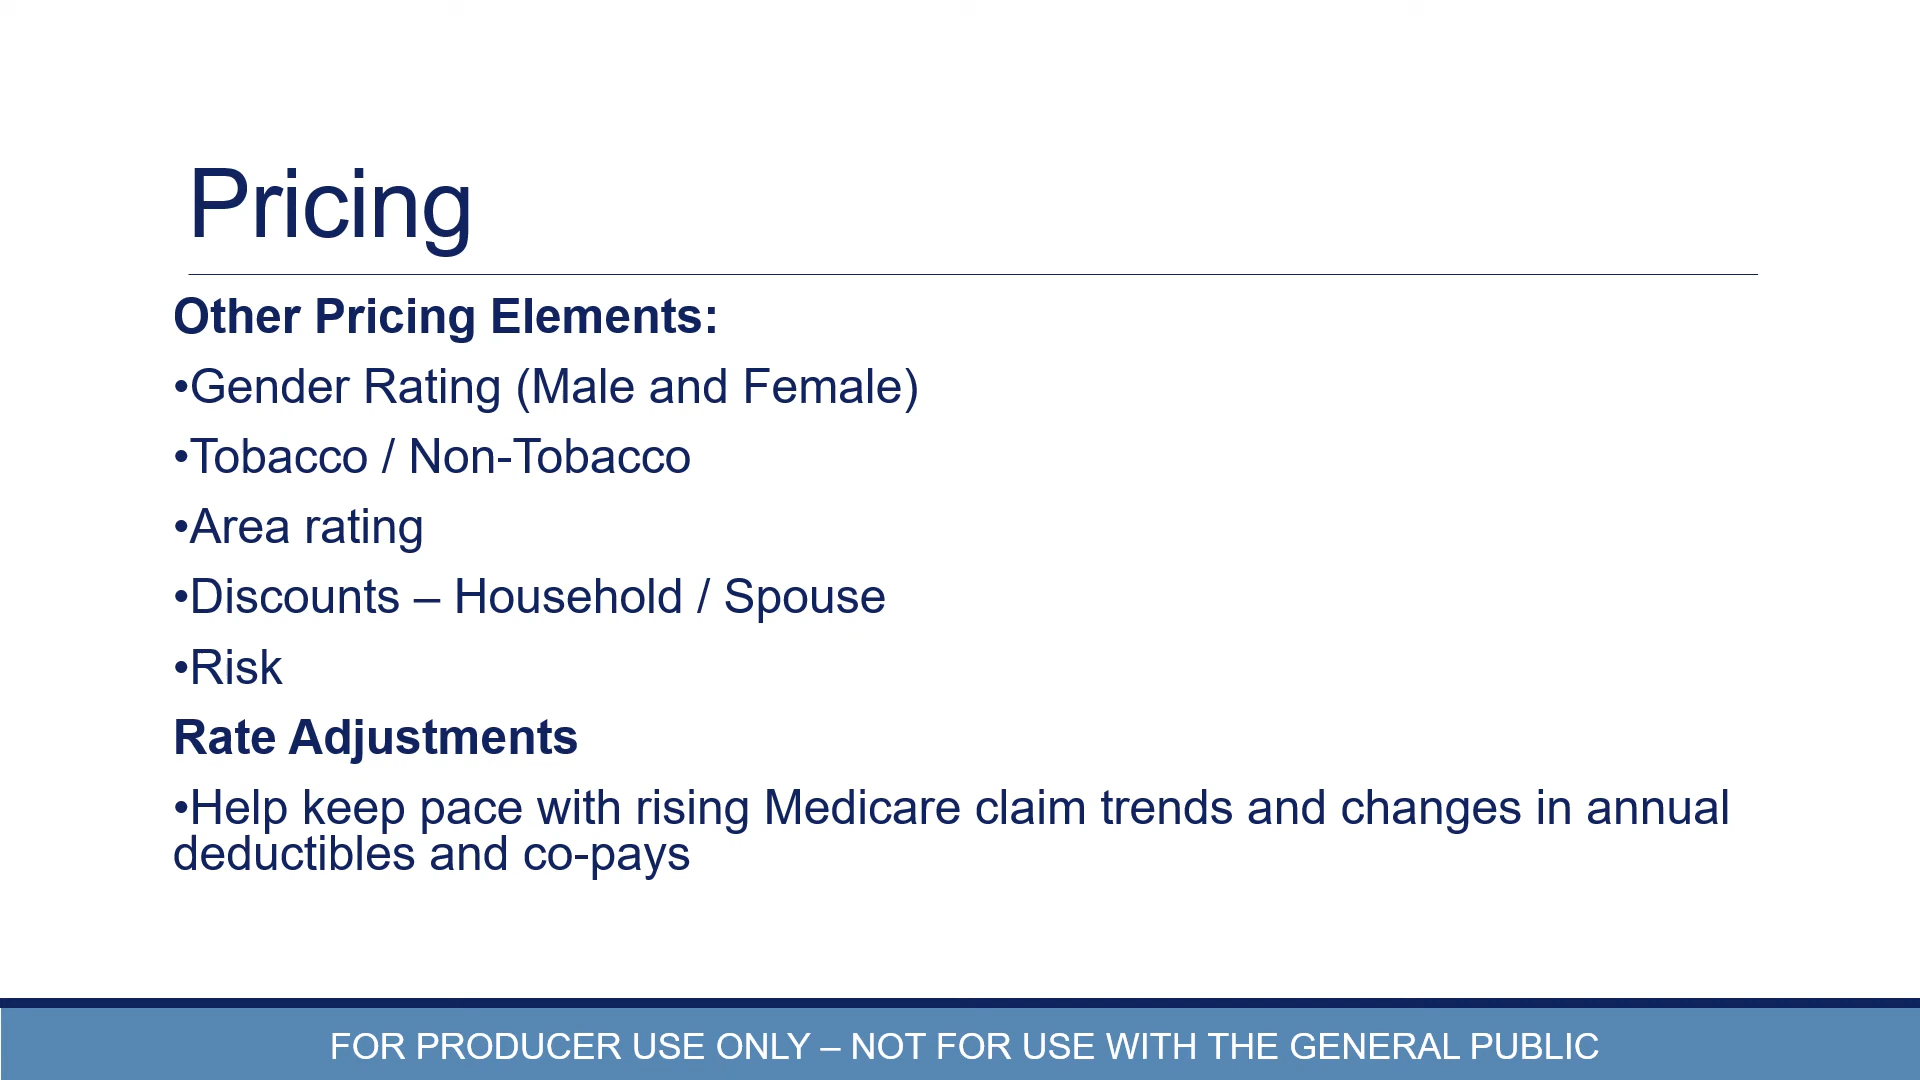 Pricing
Other Pricing Elements:
•Gender Rating (Male and Female)
•Tobacco / Non-Tobacco
•Area rating
•Discounts – Household / Spouse
•Risk
Rate Adjustments
•Help keep pace with rising Medicare claim trends and changes in annual
deductibles and co-pays
FOR PRODUCER USE ONLY – NOT FOR USE WITH THE GENERAL PUBLIC